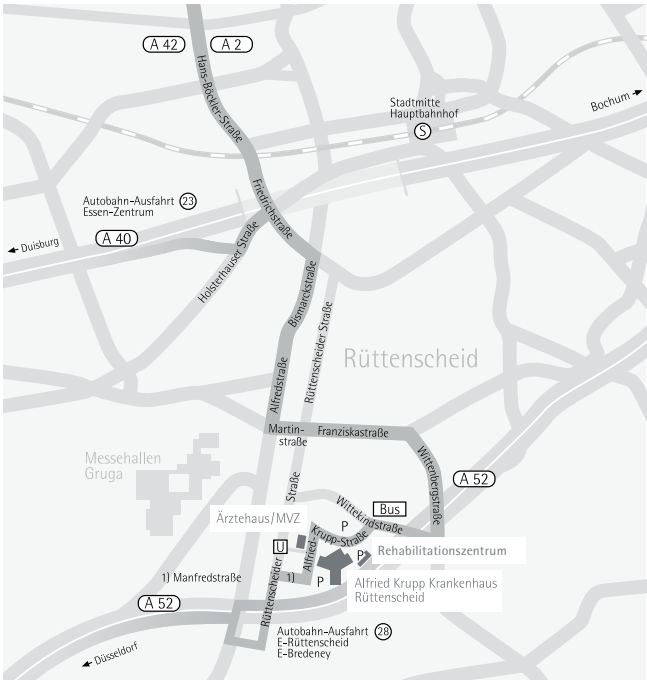 A 42
A 2
Hans-Böckler-Straße
Stadtmitte
Hauptbahnhof
S
Bochum
Autobahn-Ausfahrt 23
Essen-Zentrum
Friedrichstraße
Duisburg
A 40
Holsterhauser Straße
Bismarckstraße
Rüttenscheider Straße
Rüttenscheid
Alfredstraße
Martin-
straße
Franziskastraße
Wittenbergstraße
Messehallen
Gruga
A 52
Straße
Wittekindstraße
Bus
Ärztehaus/MVZ
P
Krupp-Straße
Alfried
U
Rehabilitationszentrum
P
1) Manfredstraße
Rüttenscheider
1)
P
Alfried Krupp Krankenhaus
Rüttenscheid
A 52
Autobahn-Ausfahrt 28
E-Rüttenscheid
E-Bredeney
Düsseldorf